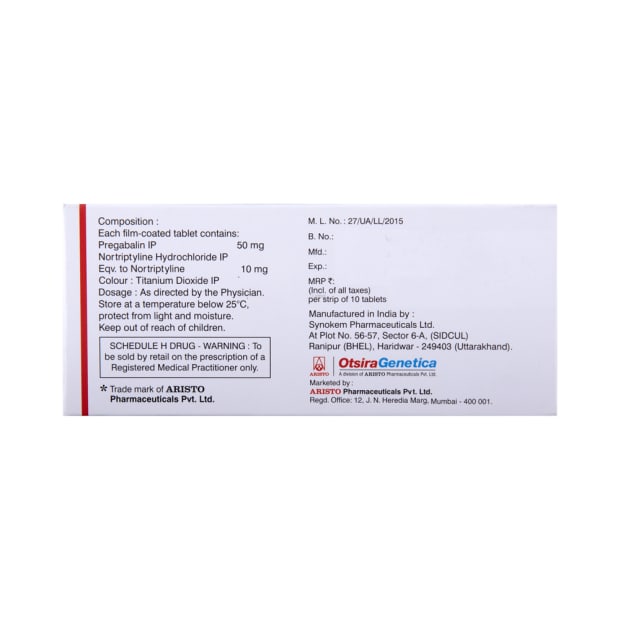 Composition :
Each film-coated tablet contains:
Pregabalin IP 50 mg
Nortriptyline Hydrochloride IP
Eqv. to Nortriptyline 10 mg
Colour : Titanium Dioxide IP
Dosage : As directed by the Physician.
Store at a temperature below 25°C,
protect from light and moisture.
Keep out of reach of children.
SCHEDULE H DRUG - WARNING : To
be sold by retail on the prescription of a
Registered Medical Practitioner only.
* Trade mark of ARISTO
Pharmaceuticals Pvt. Ltd.
M. L. No. : 27/UA/LL/2015
B. No.:
Mfd.:
Exp.:
MRP ₹:
(Incl. of all taxes)
per strip of 10 tablets
Manufactured in India by :
Synokem Pharmaceuticals Ltd.
At Plot No. 56-57, Sector 6-A, (SIDCUL)
Ranipur (BHEL), Haridwar - 249403 (Uttarakhand).
ARISTO
OtsiraGenetica
A division of ARISTO Pharmaceuticals Pvt. Ltd.
Marketed by :
ARISTO Pharmaceuticals Pvt. Ltd.
Regd. Office: 12, J. N. Heredia Marg, Mumbai - 400 001.